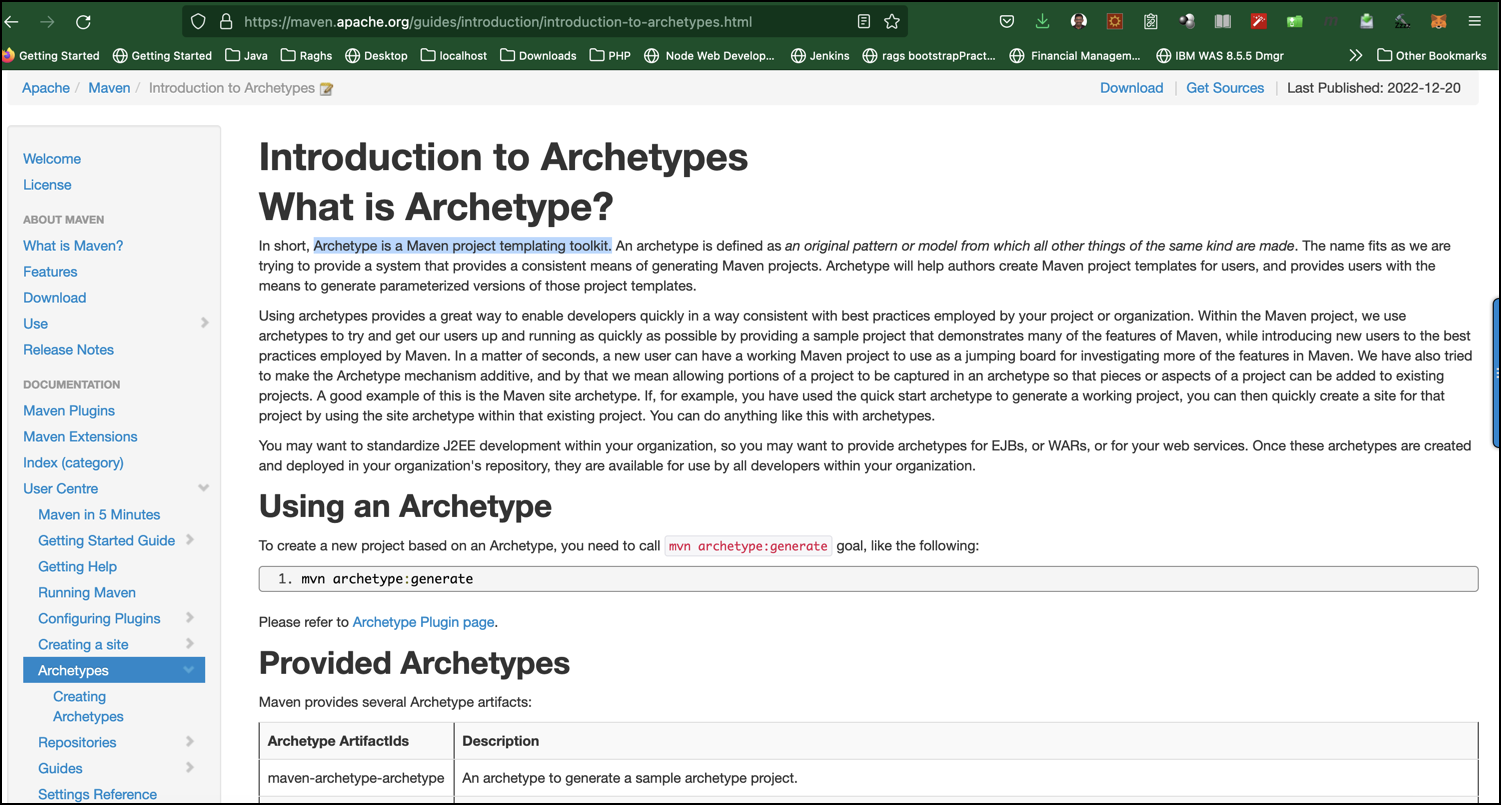 https://maven.apache.org/guides/introduction/introduction-to-archetypes.html
Getting Started Getting Started Java Raghs Desktop localhost Downloads PHP Node Web Develop... Jenkins rags bootstrapPract... Financial Managem... IBM WAS 8.5.5 Dmgr Other Bookmarks
Apache / Maven / Introduction to Archetypes Download | Get Sources | Last Published: 2022-12-20
Welcome
License
ABOUT MAVEN
What is Maven?
Features
Download
Use
Release Notes
DOCUMENTATION
Maven Plugins
Maven Extensions
Index (category)
User Centre
Maven in 5 Minutes
Getting Started Guide
Getting Help
Running Maven
Configuring Plugins
Creating a site
Archetypes
Creating
Archetypes
Repositories
Guides
Settings Reference
Introduction to Archetypes
What is Archetype?
In short, Archetype is a Maven project templating toolkit. An archetype is defined as an original pattern or model from which all other things of the same kind are made. The name fits as we are
trying to provide a system that provides a consistent means of generating Maven projects. Archetype will help authors create Maven project templates for users, and provides users with the
means to generate parameterized versions of those project templates.
Using archetypes provides a great way to enable developers quickly in a way consistent with best practices employed by your project or organization. Within the Maven project, we use
archetypes to try and get our users up and running as quickly as possible by providing a sample project that demonstrates many of the features of Maven, while introducing new users to the best
practices employed by Maven. In a matter of seconds, a new user can have a working Maven project to use as a jumping board for investigating more of the features in Maven. We have also tried
to make the Archetype mechanism additive, and by that we mean allowing portions of a project to be captured in an archetype so that pieces or aspects of a project can be added to existing
projects. A good example of this is the Maven site archetype. If, for example, you have used the quick start archetype to generate a working project, you can then quickly create a site for that
project by using the site archetype within that existing project. You can do anything like this with archetypes.
You may want to standardize J2EE development within your organization, so you may want to provide archetypes for EJBs, or WARs, or for your web services. Once these archetypes are created
and deployed in your organization's repository, they are available for use by all developers within your organization.
Using an Archetype
To create a new project based on an Archetype, you need to call mvn archetype:generate goal, like the following:
1. mvn archetype:generate
Please refer to Archetype Plugin page.
Provided Archetypes
Maven provides several Archetype artifacts:
Archetype ArtifactIds Description
maven-archetype-archetype An archetype to generate a sample archetype project.